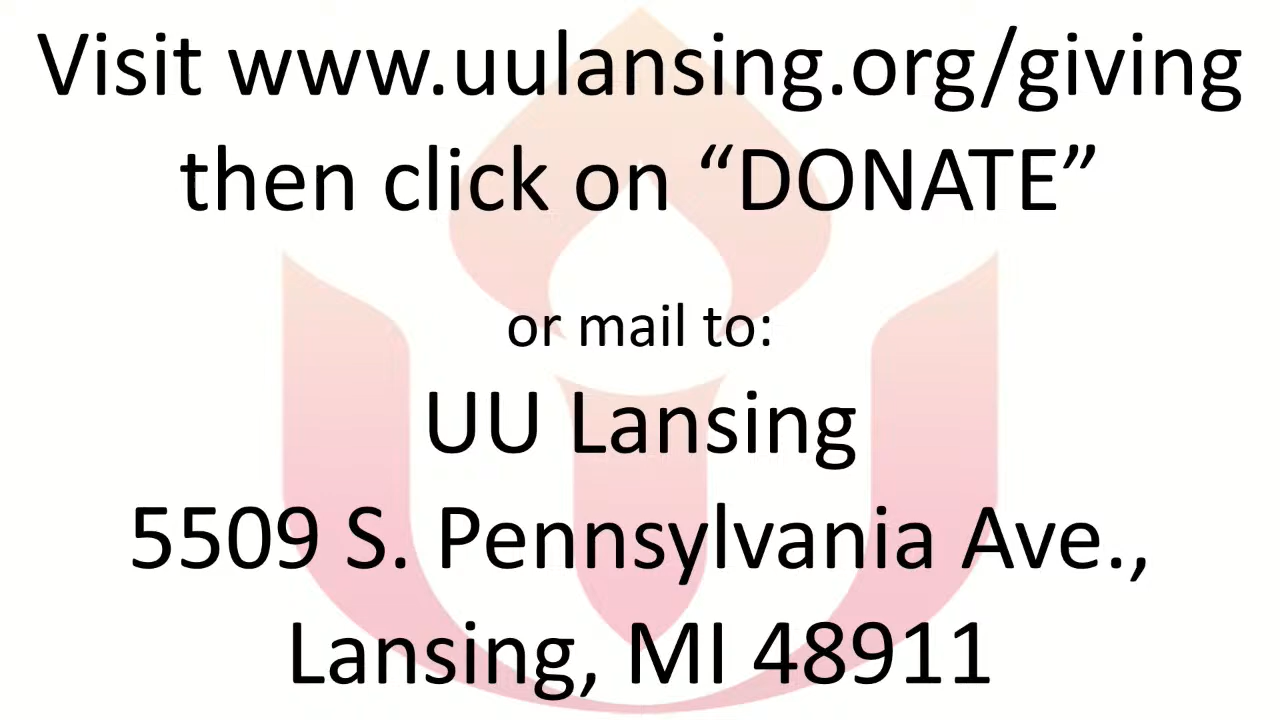 Visit www.uulansing.org/giving
then click on “DONATE”
or mail to:
UU Lansing
5509 S. Pennsylvania Ave.,
Lansing, MI 48911